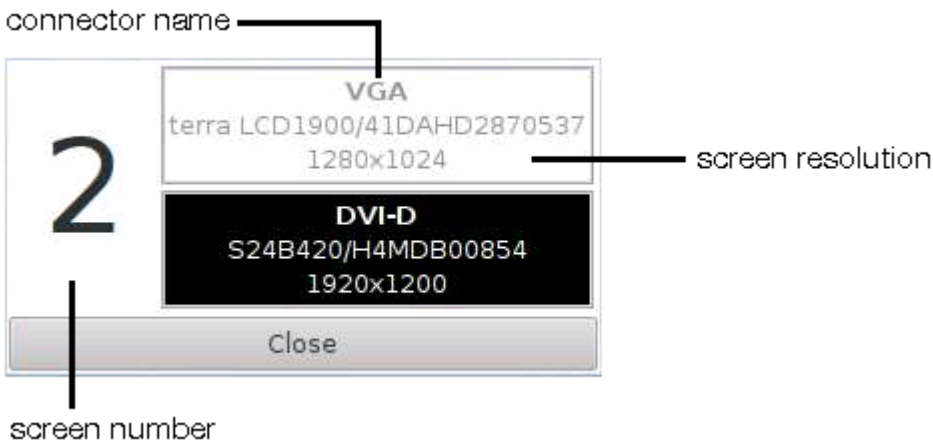 connector name
VGA
terra LCD1900/41DAHD2870537
1280x1024
screen resolution
2
DVI-D
S24B420/H4MDB00854
1920x1200
Close
screen number